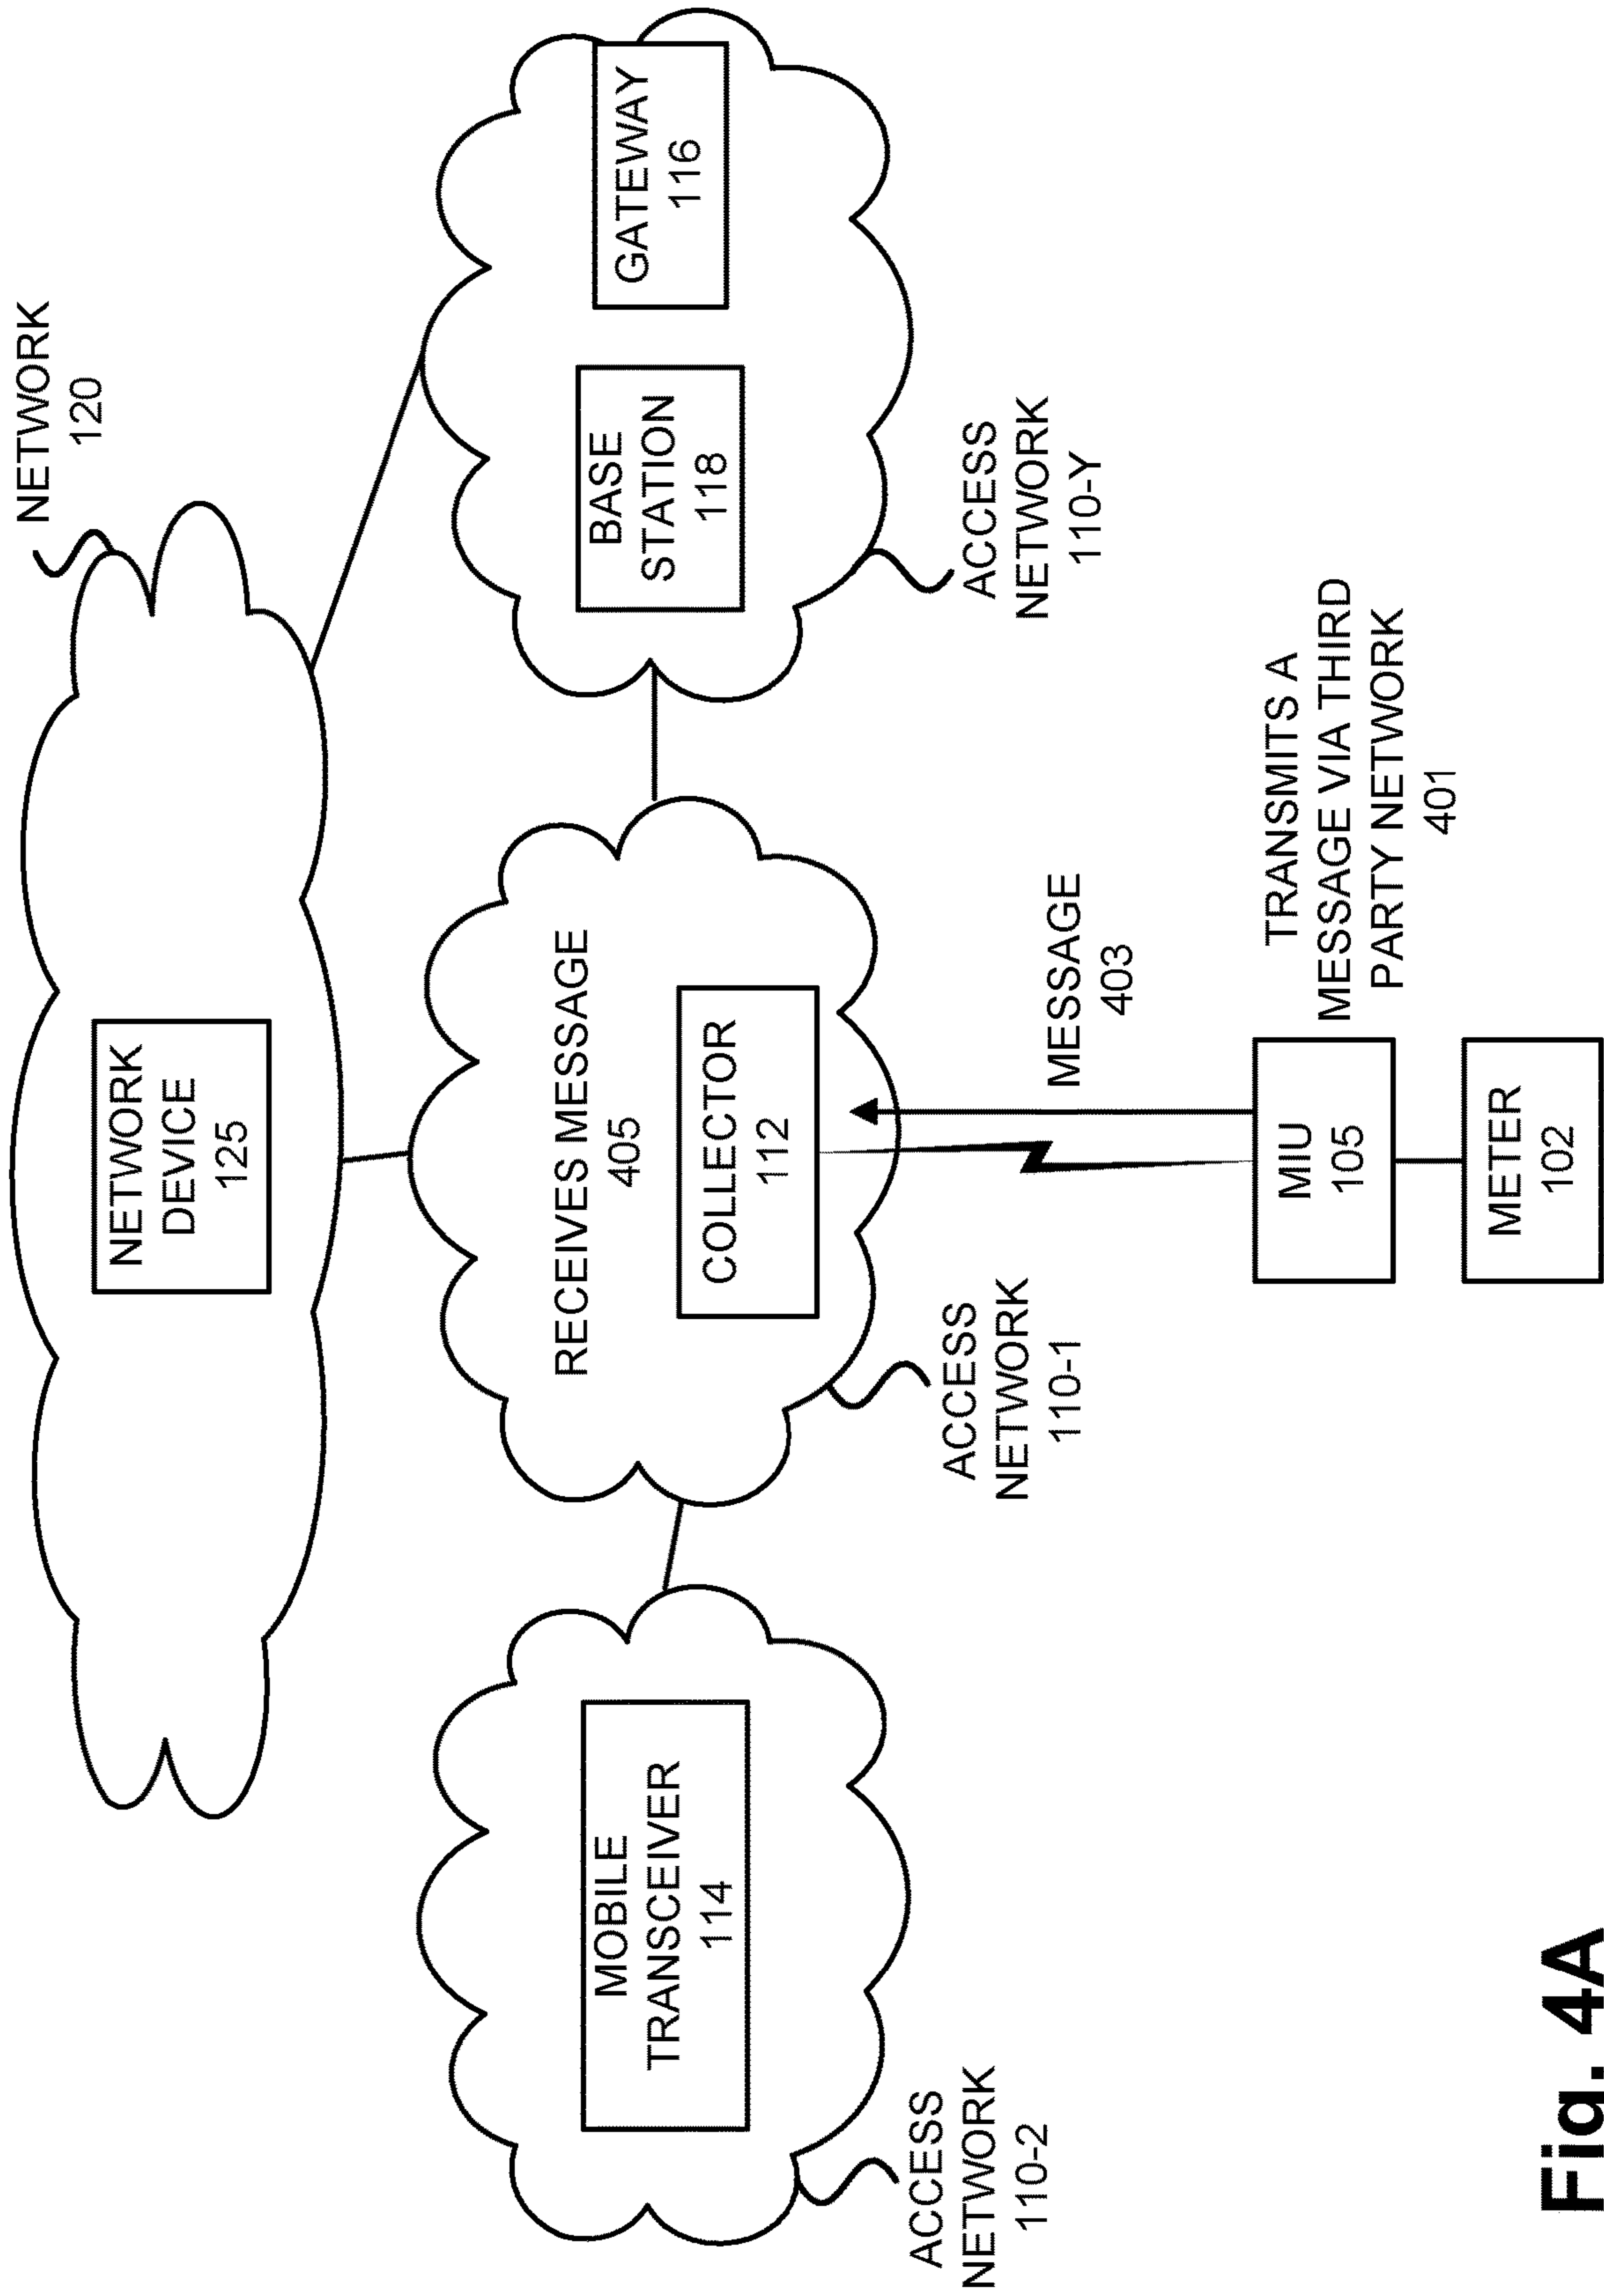 NETWORK
120
NETWORK
DEVICE
125
MOBILE
TRANSCEIVER
114
ACCESS
NETWORK
110-2
RECEIVES MESSAGE
405
COLLECTOR
112
ACCESS
NETWORK
110-1
BASE
STATION
118
GATEWAY
116
ACCESS
NETWORK
110-Y
MESSAGE
403
MIU
105
TRANSMITS A
MESSAGE VIA THIRD
PARTY NETWORK
401
METER
102
Fig. 4A